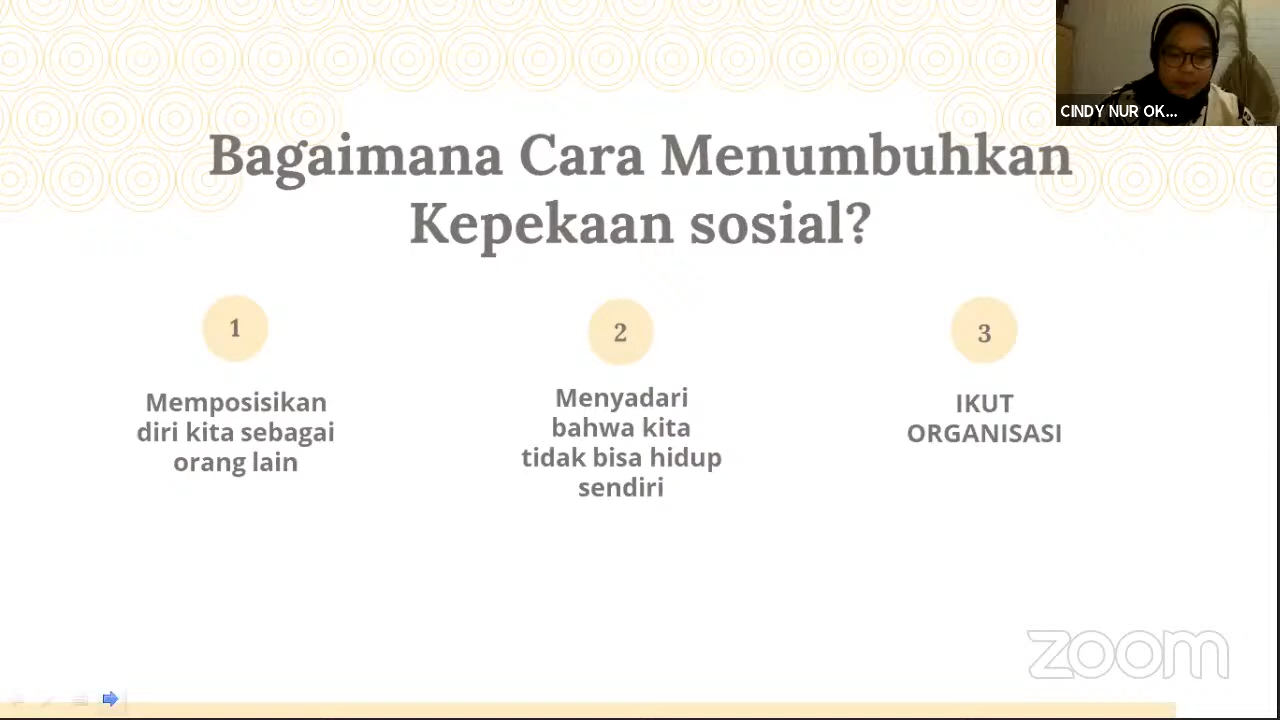 CINDY NUR OK...
Bagaimana Cara Menumbuhkan
Kepekaan sosial?
1
Memposisikan
diri kita sebagai
orang lain
2
Menyadari
bahwa kita
tidak bisa hidup
sendiri
3
IKUT
ORGANISASI
zoom